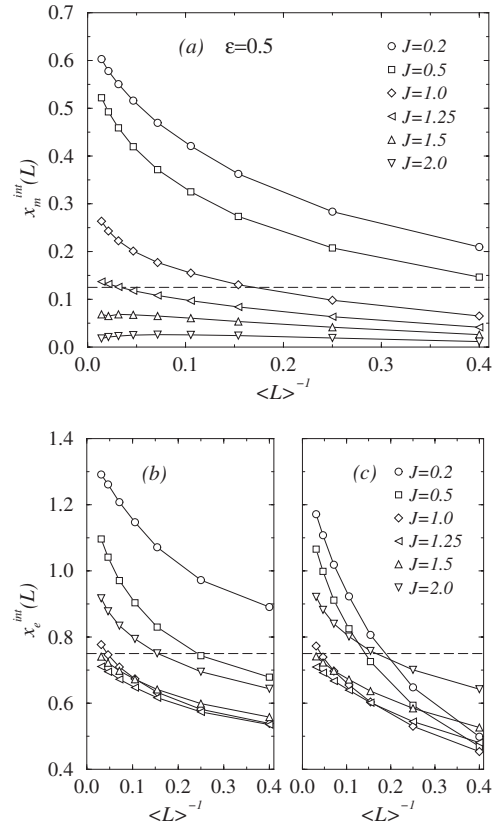 0.7
(a) ε=0.5
J=0.2
0.6
J=0.5
J=1.0
0.5
J=1.25
J=1.5
0.4
J=2.0
x_m^int(L)
0.3
0.2
0.1
0.0
0.0 0.1 0.2 0.3 0.4
<L>^-1
1.4
(b) (c)
J=0.2
J=0.5
1.2
J=1.0
J=1.25
J=1.5
1.0
J=2.0
x_e^int(L)
0.8
0.6
0.4
0.0 0.1 0.2 0.3 0.4 0.0 0.1 0.2 0.3 0.4
<L>^-1 <L>^-1